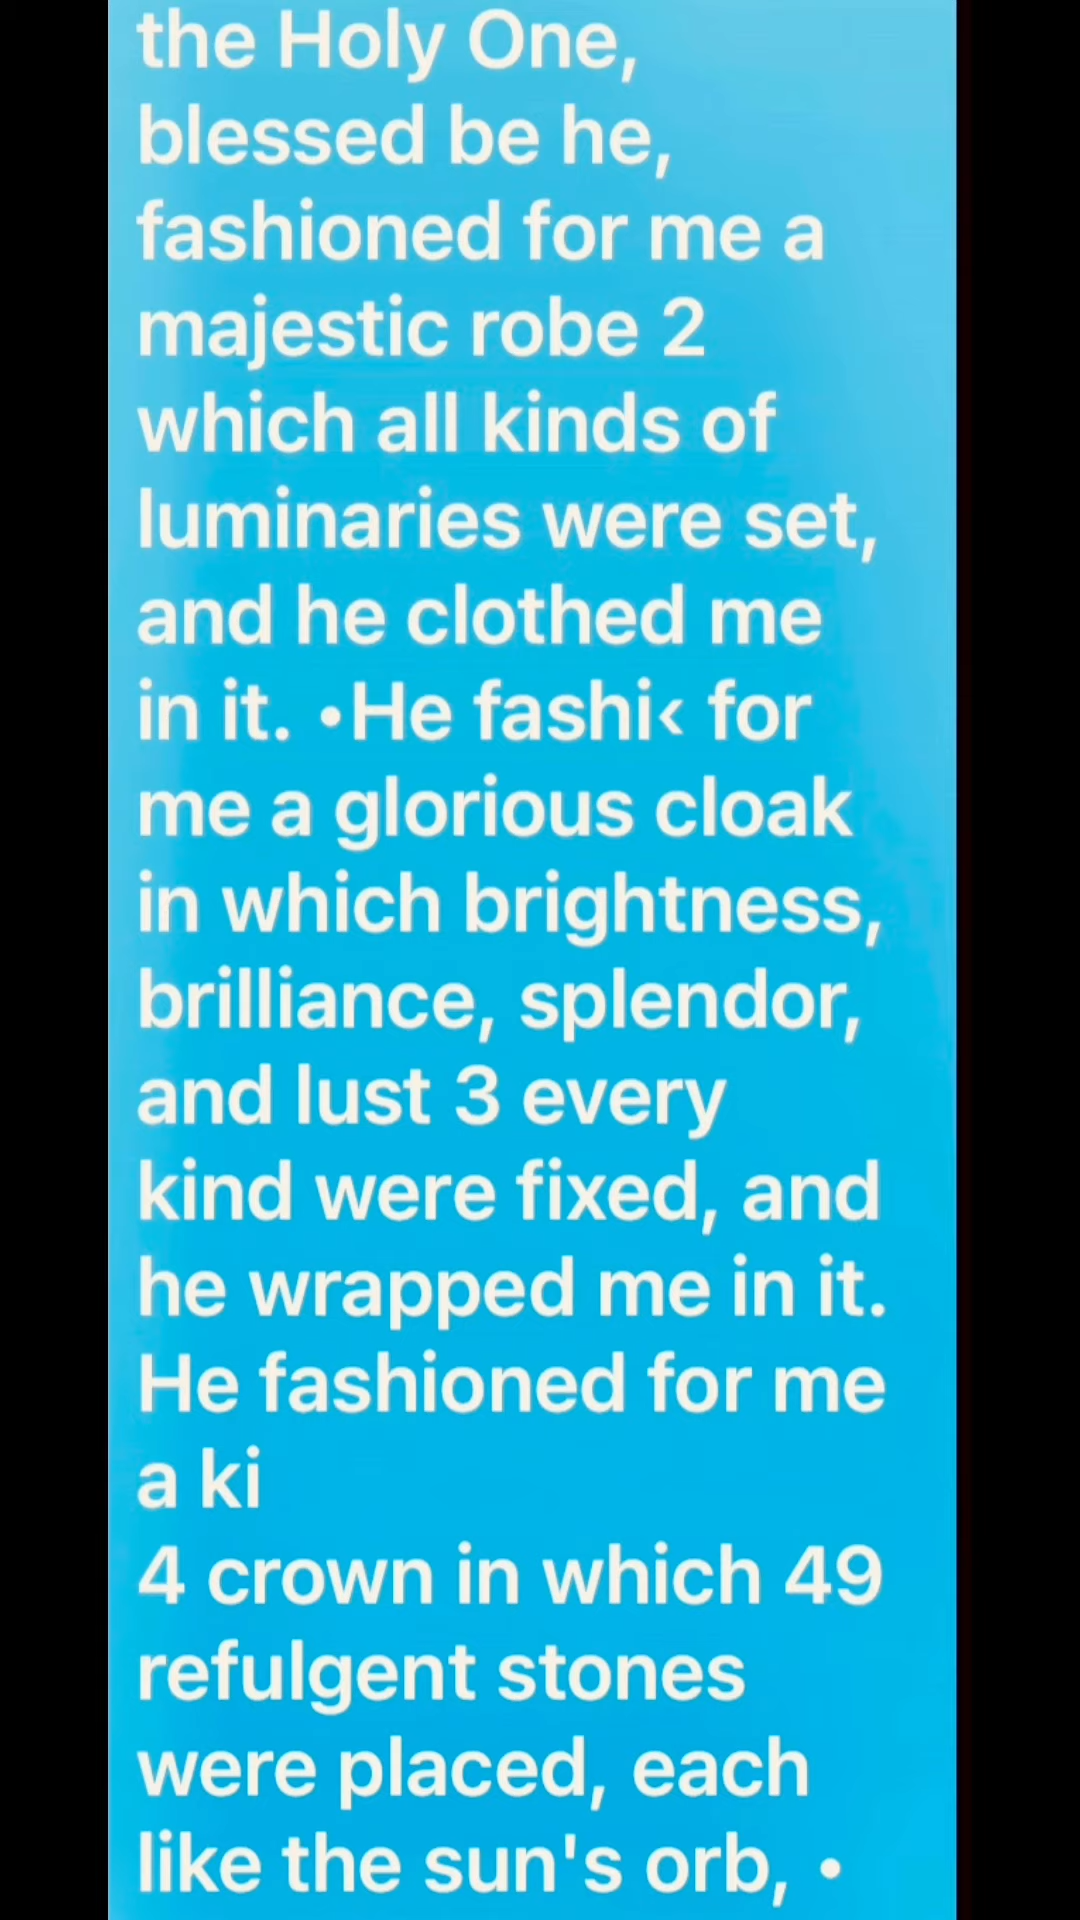 the Holy One,
blessed be he,
fashioned for me a
majestic robe 2
which all kinds of
luminaries were set,
and he clothed me
in it. •He fashi< for
me a glorious cloak
in which brightness,
brilliance, splendor,
and lust 3 every
kind were fixed, and
he wrapped me in it.
He fashioned for me
a ki
4 crown in which 49
refulgent stones
were placed, each
like the sun's orb, •